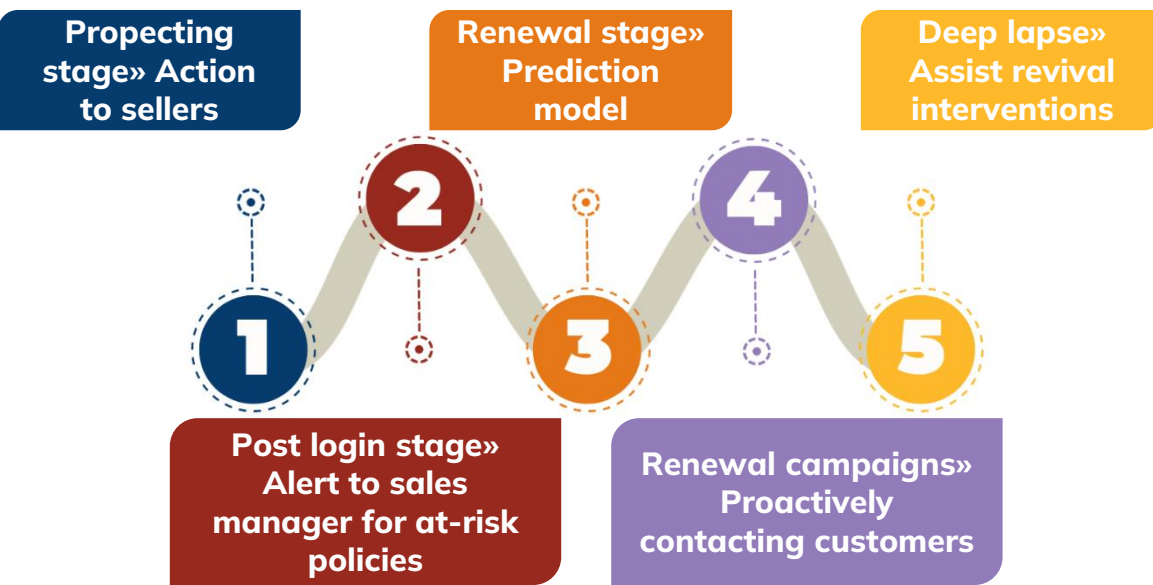 Propecting
stage» Action
to sellers
Renewal stage»
Prediction
model
Deep lapse»
Assist revival
interventions
2
4
1
3
5
Post login stage»
Alert to sales
manager for at-risk
policies
Renewal campaigns»
Proactively
contacting customers